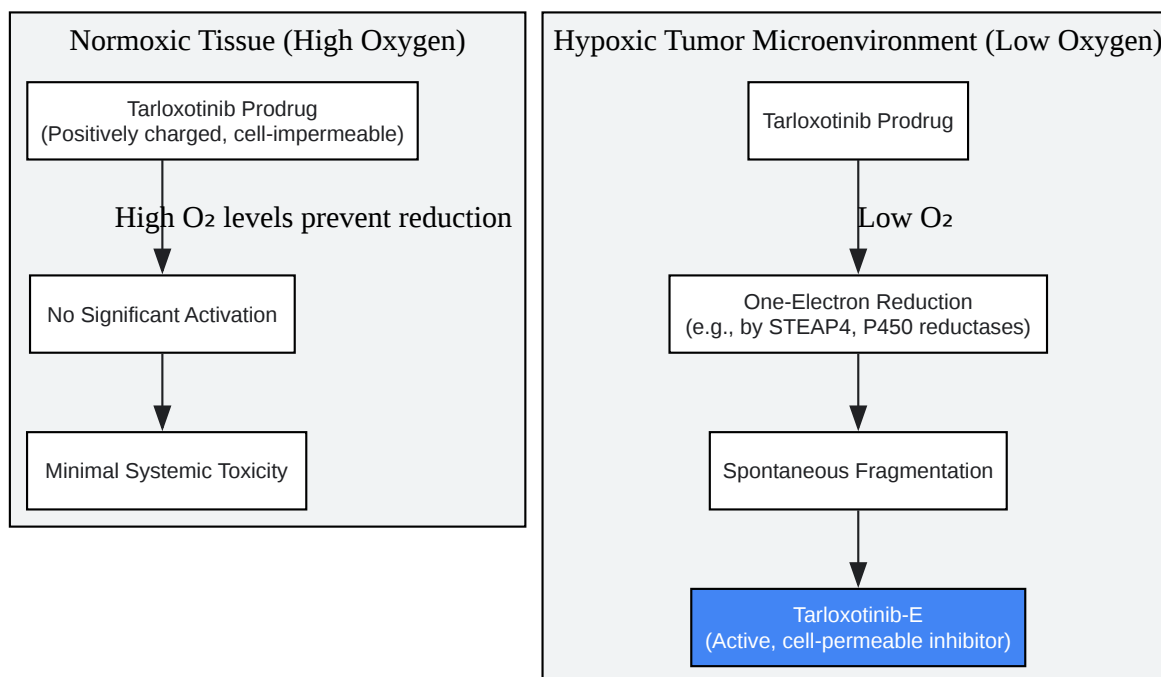 Normoxic Tissue (High Oxygen)
Tarloxotinib Prodrug
(Positively charged, cell-impermeable)
High O₂ levels prevent reduction
No Significant Activation
Minimal Systemic Toxicity
Hypoxic Tumor Microenvironment (Low Oxygen)
Tarloxotinib Prodrug
Low O₂
One-Electron Reduction
(e.g., by STEAP4, P450 reductases)
Spontaneous Fragmentation
Tarloxotinib-E
(Active, cell-permeable inhibitor)